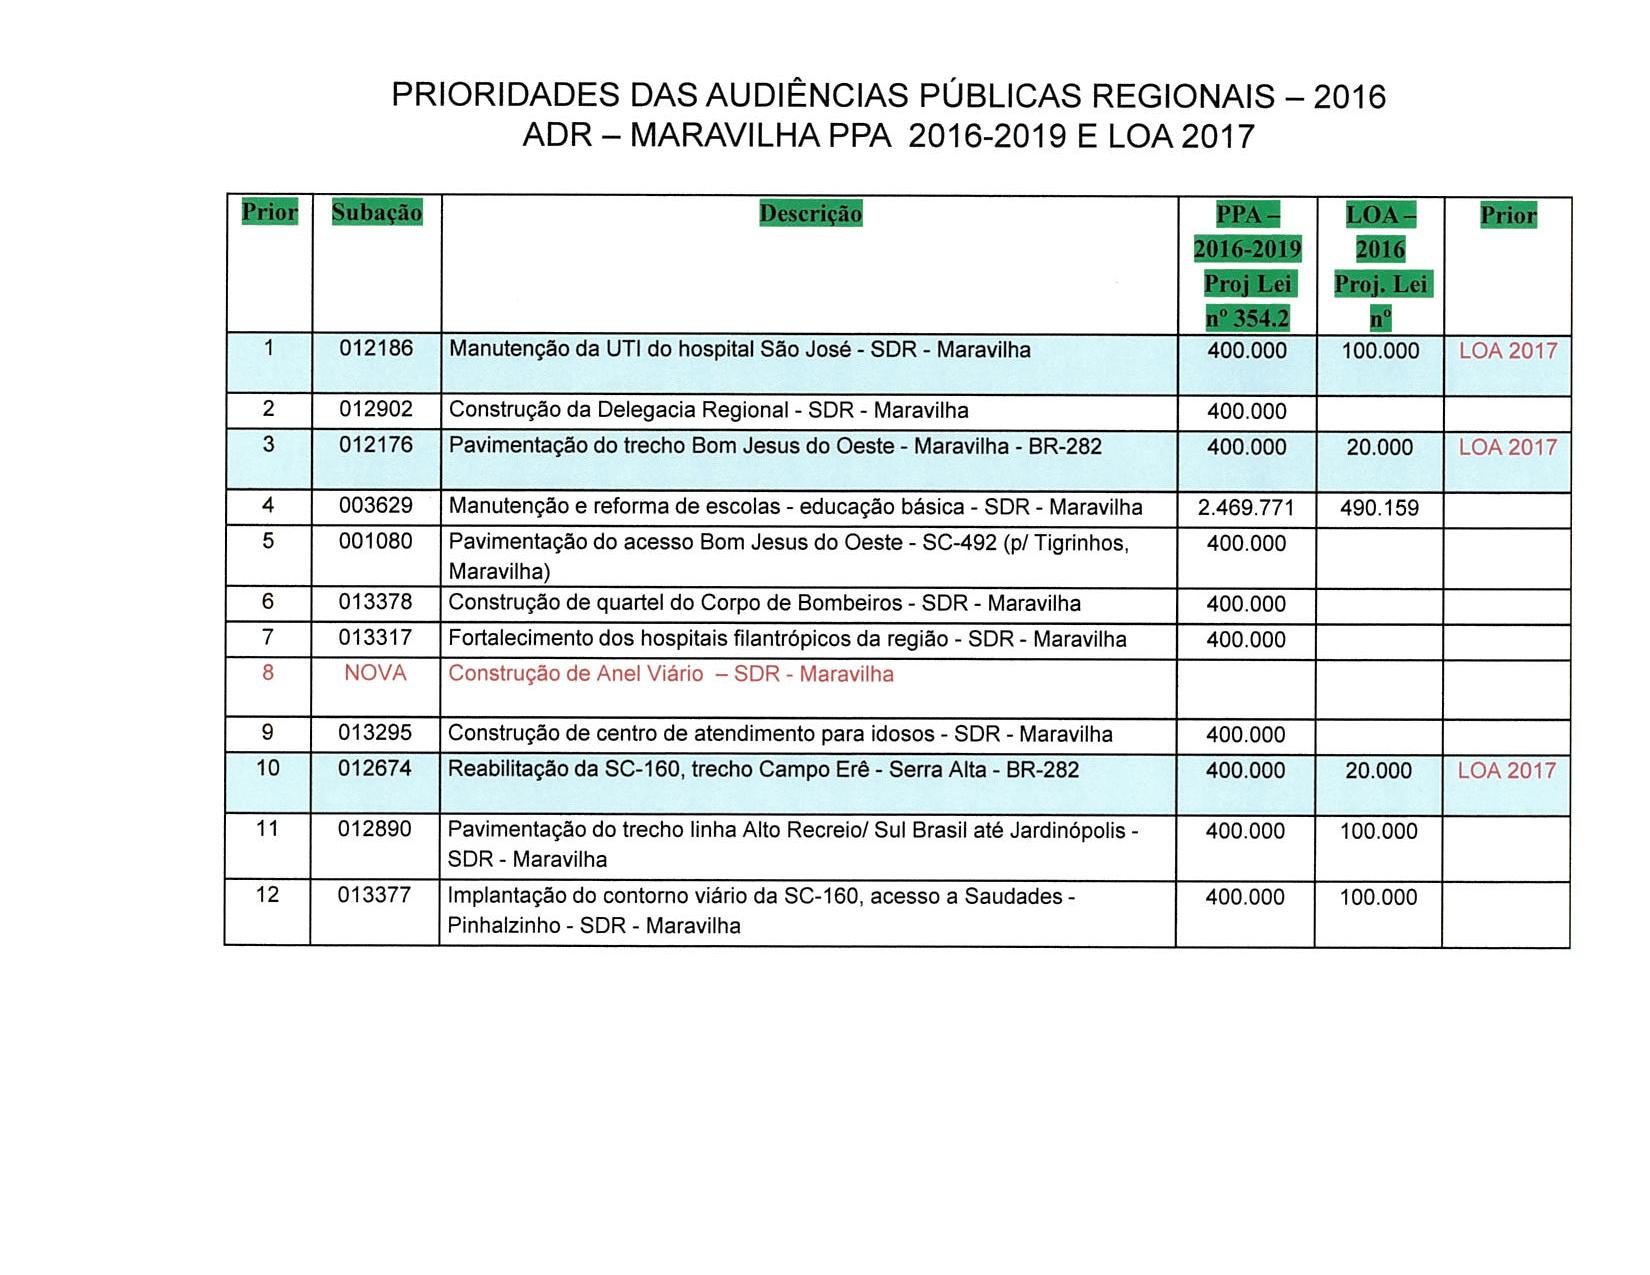 PRIORIDADES DAS AUDIÊNCIAS PÚBLICAS REGIONAIS – 2016
ADR – MARAVILHA PPA 2016-2019 E LOA 2017
Prior Subação Descrição PPA – LOA – Prior
2016-2019 2016
Proj Lei Proj. Lei
nº 354.2 nº
1 012186 Manutenção da UTI do hospital São José - SDR - Maravilha 400.000 100.000 LOA 2017
2 012902 Construção da Delegacia Regional - SDR - Maravilha 400.000
3 012176 Pavimentação do trecho Bom Jesus do Oeste - Maravilha - BR-282 400.000 20.000 LOA 2017
4 003629 Manutenção e reforma de escolas - educação básica - SDR - Maravilha 2.469.771 490.159
5 001080 Pavimentação do acesso Bom Jesus do Oeste - SC-492 (p/ Tigrinhos, 400.000
Maravilha)
6 013378 Construção de quartel do Corpo de Bombeiros - SDR - Maravilha 400.000
7 013317 Fortalecimento dos hospitais filantrópicos da região - SDR - Maravilha 400.000
8 NOVA Construção de Anel Viário – SDR - Maravilha
9 013295 Construção de centro de atendimento para idosos - SDR - Maravilha 400.000
10 012674 Reabilitação da SC-160, trecho Campo Erê - Serra Alta - BR-282 400.000 20.000 LOA 2017
11 012890 Pavimentação do trecho linha Alto Recreio/ Sul Brasil até Jardinópolis - 400.000 100.000
SDR - Maravilha
12 013377 Implantação do contorno viário da SC-160, acesso a Saudades - 400.000 100.000
Pinhalzinho - SDR - Maravilha